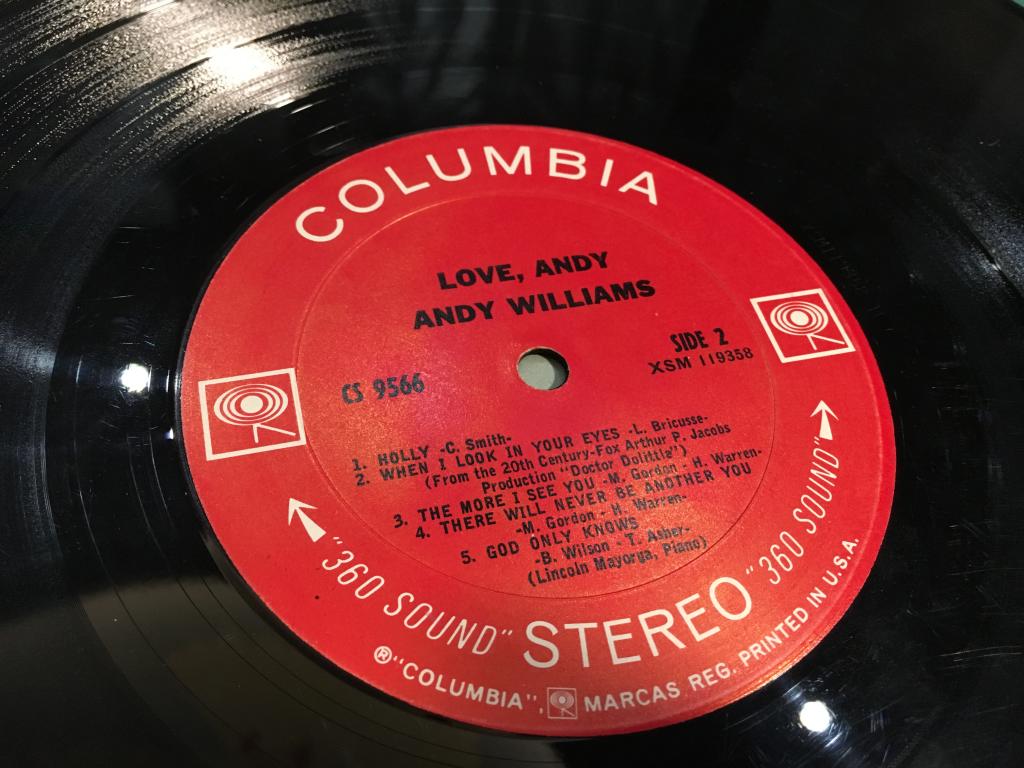 COLUMBIA
LOVE, ANDY
ANDY WILLIAMS
SIDE 2
XSM 119358
CS 9566
1. HOLLY -C. Smith-
2. WHEN I LOOK IN YOUR EYES -L. Bricusse-
(From the 20th Century-Fox Arthur P. Jacobs
Production "Doctor Dolittle")
3. THE MORE I SEE YOU -M. Gordon - H. Warren-
4. THERE WILL NEVER BE ANOTHER YOU
-M. Gordon - H. Warren-
5. GOD ONLY KNOWS
-B. Wilson - T. Asher-
(Lincoln Mayorga, Piano)
"360 SOUND" STEREO "360 SOUND"
®"COLUMBIA", MARCAS REG. PRINTED IN U.S.A.